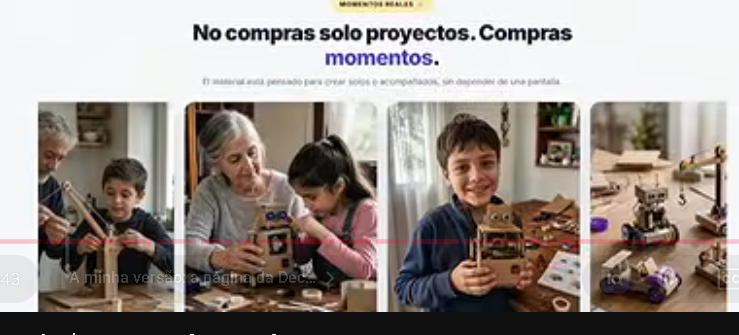 MOMENTOS REALES
No compras solo proyectos. Compras
momentos.
El material está pensado para crear solos o acompañados, sin depender de una pantalla.
43
A minha versão: a página da Dec...